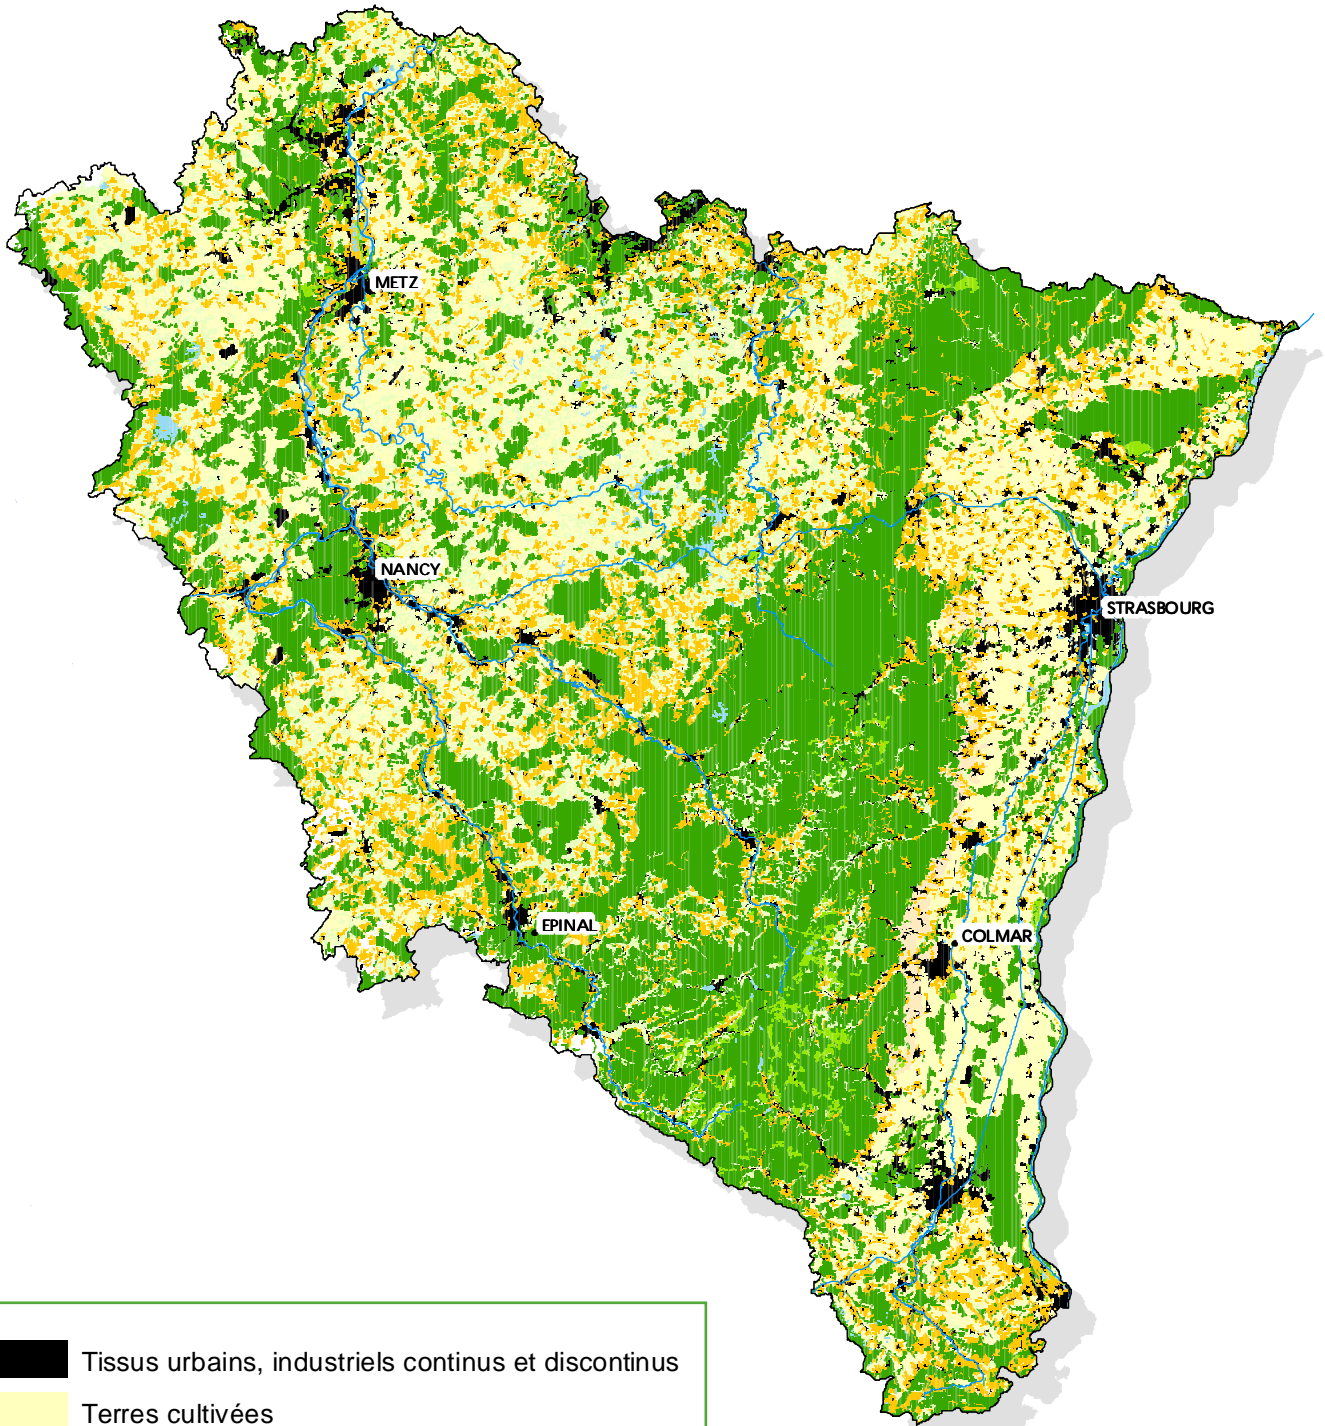 METZ
NANCY
STRASBOURG
EPINAL
COLMAR
Tissus urbains, industriels continus et discontinus
Terres cultivées